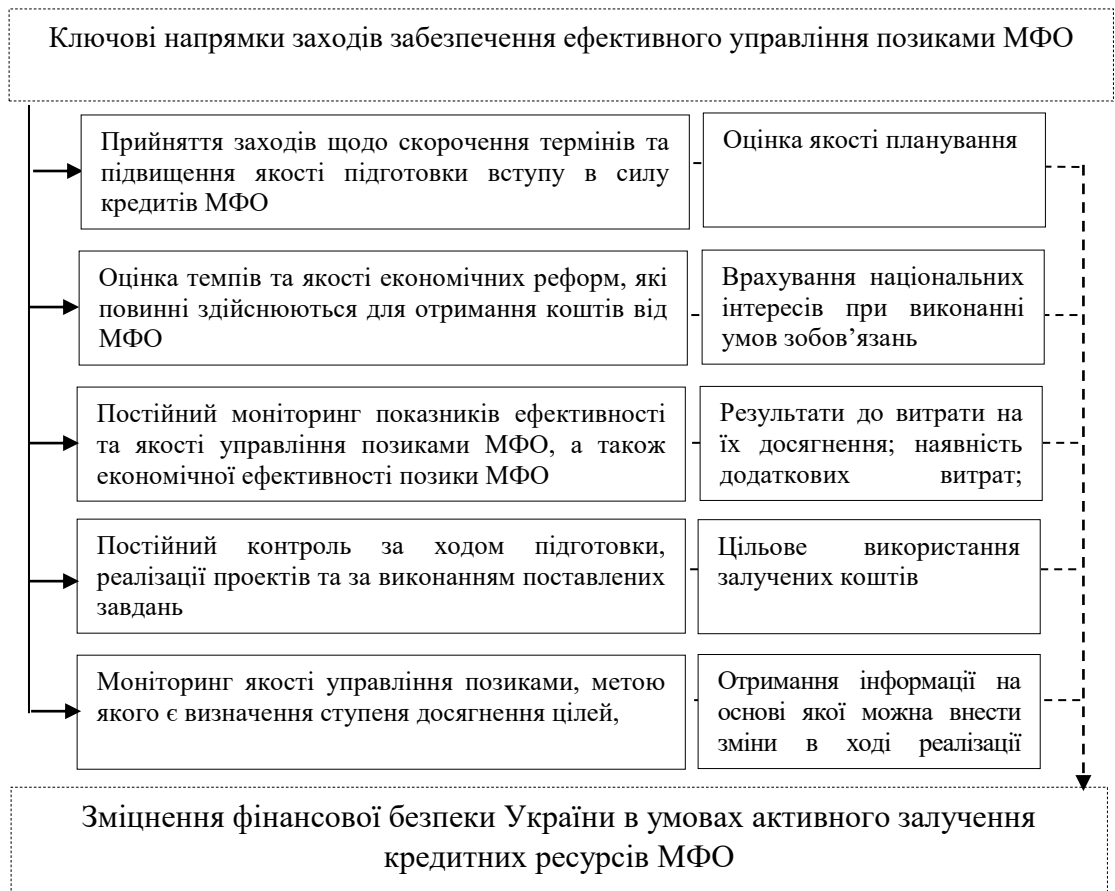 Ключові напрямки заходів забезпечення ефективного управління позиками МФО
Прийняття заходів щодо скорочення термінів та
підвищення якості підготовки вступу в силу
кредитів МФО
Оцінка якості планування
Оцінка темпів та якості економічних реформ, які
повинні здійснюються для отримання коштів від
МФО
Врахування національних
інтересів при виконанні
умов зобов’язань
Постійний моніторинг показників ефективності
та якості управління позиками МФО, а також
економічної ефективності позики МФО
Результати до витрати на
їх досягнення; наявність
додаткових витрат;
Постійний контроль за ходом підготовки,
реалізації проектів та за виконанням поставлених
завдань
Цільове використання
залучених коштів
Моніторинг якості управління позиками, метою
якого є визначення ступеня досягнення цілей,
Отримання інформації на
основі якої можна внести
зміни в ході реалізації
Зміцнення фінансової безпеки України в умовах активного залучення
кредитних ресурсів МФО